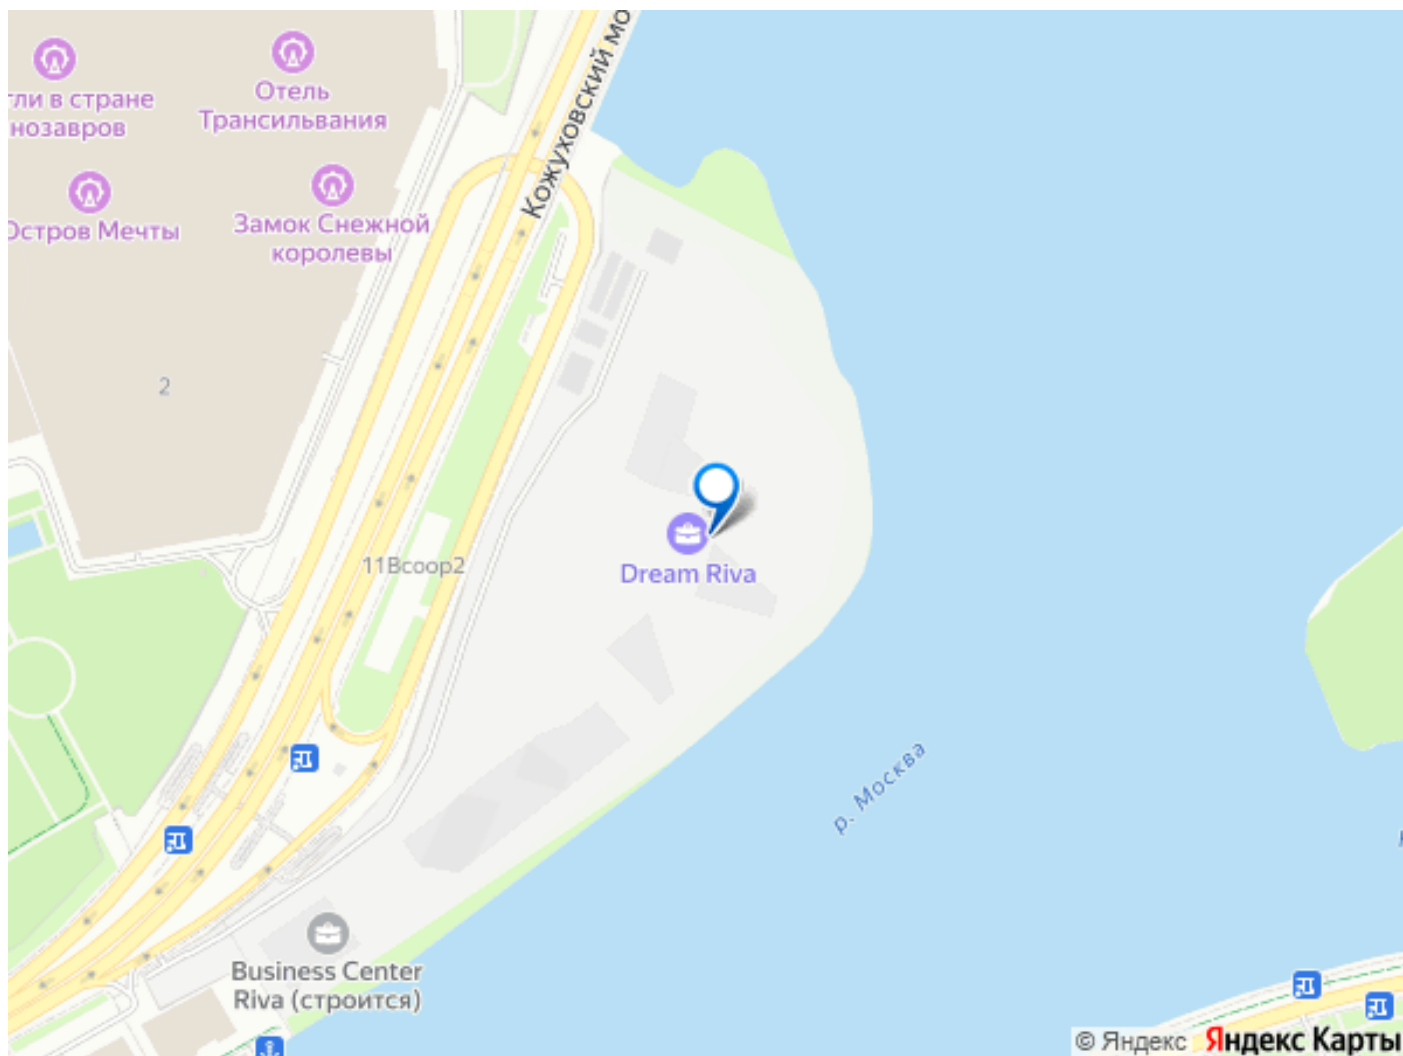 гли в стране
нозавров
Отель
Трансильвания
Кожуховский мо
Остров Мечты
Замок Снежной
королевы
2
11Всоор2
Dream Riva
р. Москва
Business Center
Riva (строится)
© Яндекс Яндекс Карты